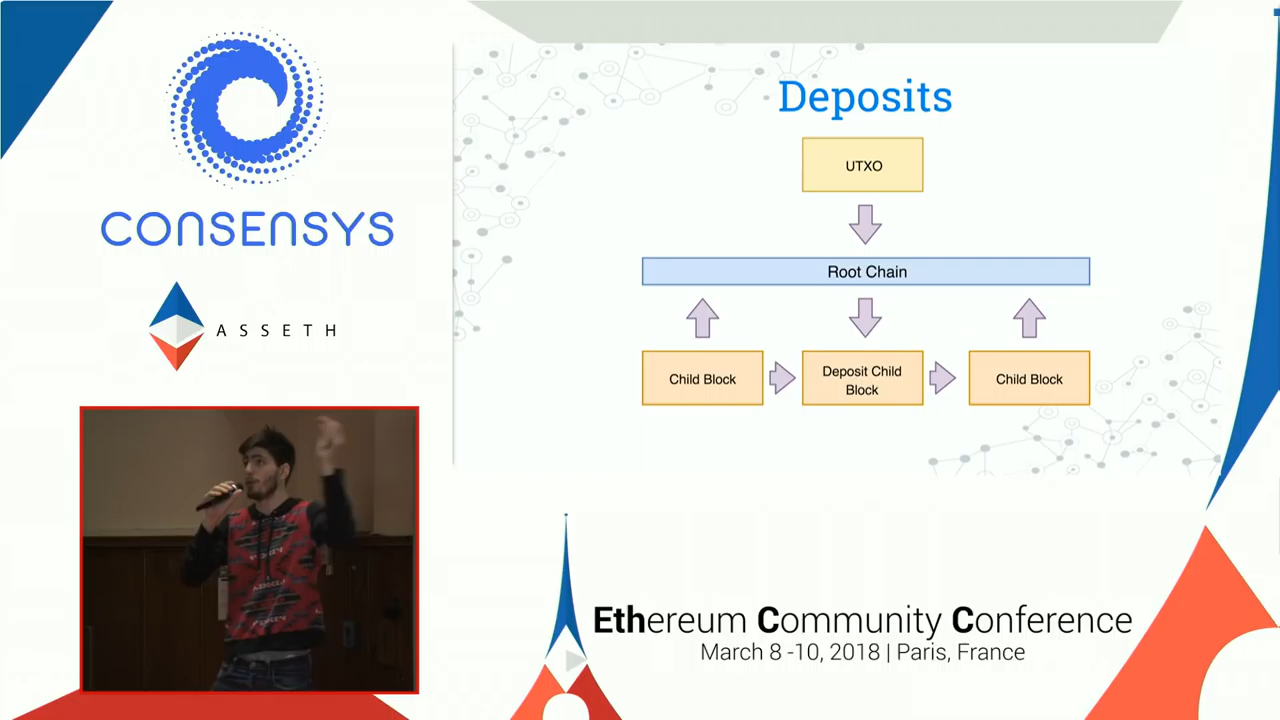 CONSENSYS
ASSETH
Deposits
UTXO
Root Chain
Child Block
Deposit Child
Block
Child Block
Ethereum Community Conference
March 8 -10, 2018 | Paris, France